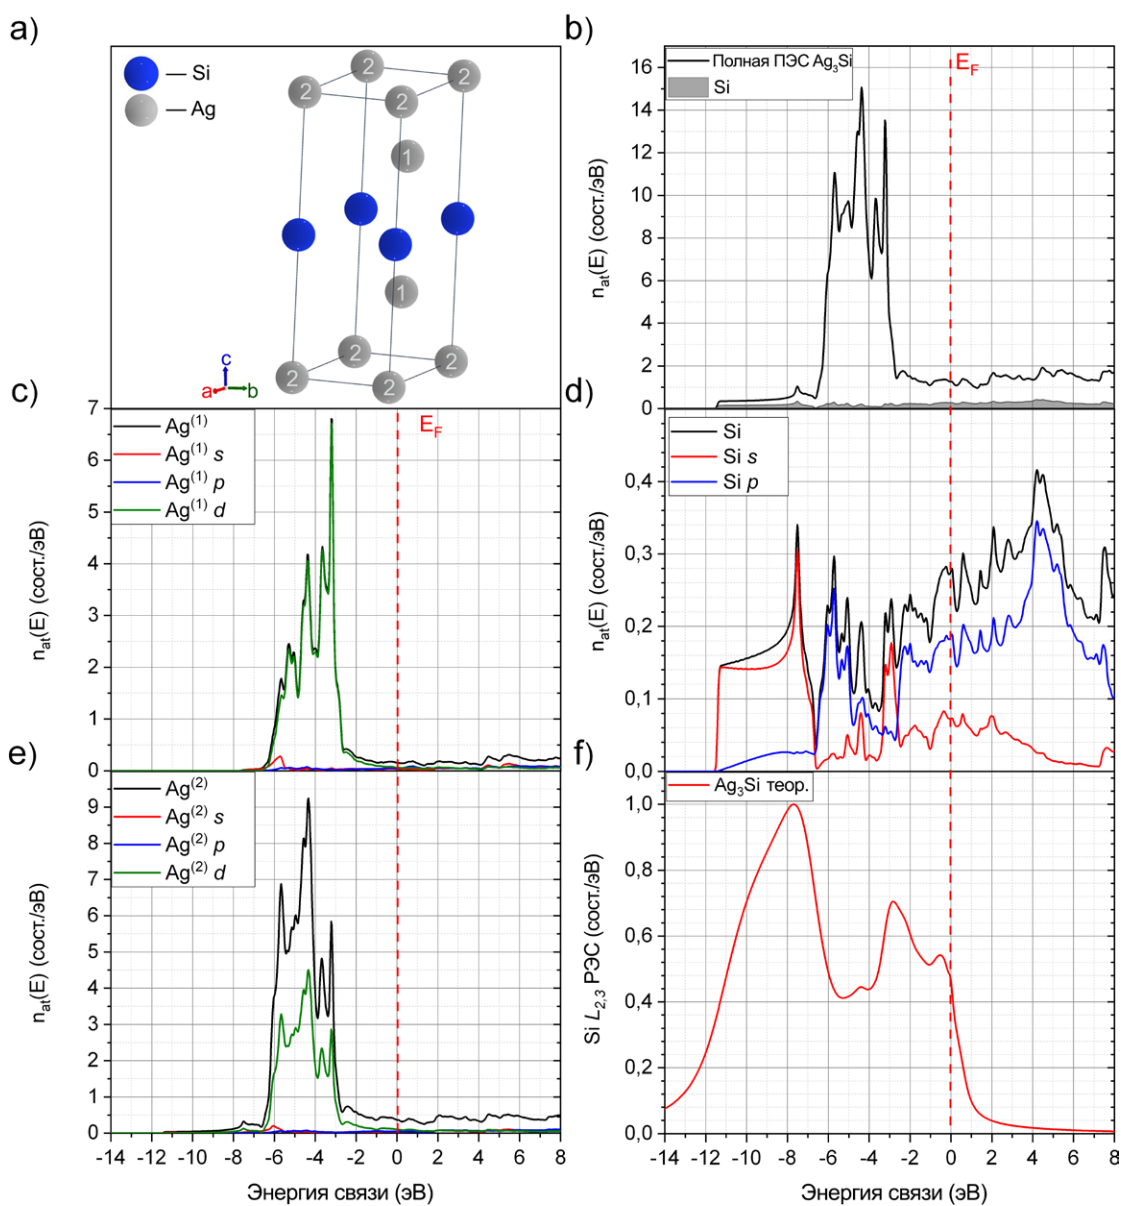 a)
Si
Ag
2
2
2
2
1
1
2
2
2
2
c
a
b
b)
Полная ПЭС Ag₃Si
Si
E_F
n_at(E) (сост./эВ)
16
14
12
10
8
6
4
2
0
c)
Ag⁽¹⁾
Ag⁽¹⁾ s
Ag⁽¹⁾ p
Ag⁽¹⁾ d
E_F
n_at(E) (сост./эВ)
7
6
5
4
3
2
1
0
d)
Si
Si s
Si p
n_at(E) (сост./эВ)
0,4
0,3
0,2
0,1
0,0
e)
Ag⁽²⁾
Ag⁽²⁾ s
Ag⁽²⁾ p
Ag⁽²⁾ d
n_at(E) (сост./эВ)
9
8
7
6
5
4
3
2
1
0
-14 -12 -10 -8 -6 -4 -2 0 2 4 6 8
Энергия связи (эВ)
f)
Ag₃Si теор.
Si L₂,₃ РЭС (сост./эВ)
1,0
0,8
0,6
0,4
0,2
0,0
-14 -12 -10 -8 -6 -4 -2 0 2 4 6 8
Энергия связи (эВ)